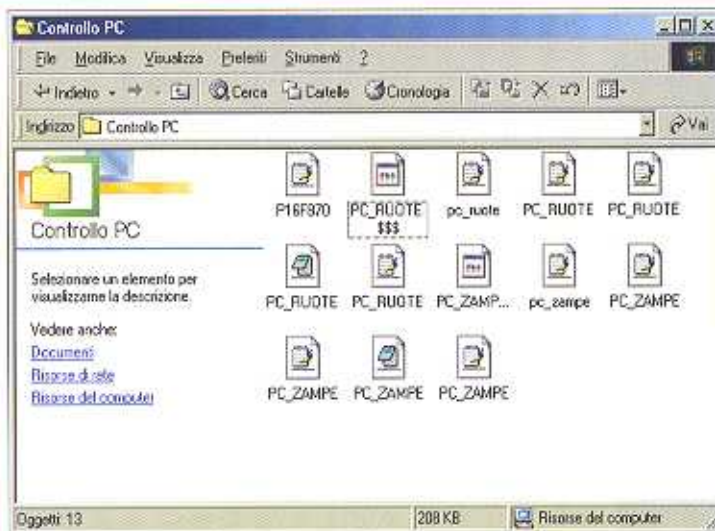 Controllo PC
File Modifica Visualizza Preferiti Strumenti ?
Indietro Cerca Cartelle Cronologia
Indirizzo Controllo PC Vai
Controllo PC
Selezionare un elemento per
visualizzarne la descrizione.
Vedere anche:
Documenti
Risorse di rete
Risorse del computer
P16F870 PC_RUOTE pc_ruote PC_RUOTE PC_RUOTE
$$$
PC_RUOTE PC_RUOTE PC_ZAMP... pc_zampe PC_ZAMPE
PC_ZAMPE PC_ZAMPE PC_ZAMPE
Oggetti: 13 208 KB Risorse del computer